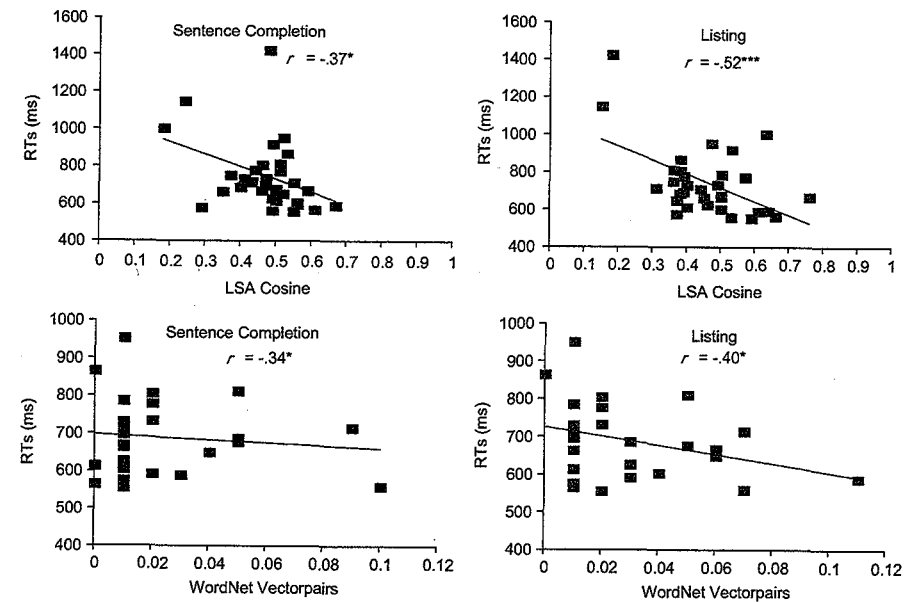 Sentence Completion
r = -.37*
1600
1400
1200
1000
800
600
400
RTs (ms)
0 0.1 0.2 0.3 0.4 0.5 0.6 0.7 0.8 0.9 1
LSA Cosine
Listing
r = -.52***
1600
1400
1200
1000
800
600
400
RTs (ms)
0 0.1 0.2 0.3 0.4 0.5 0.6 0.7 0.8 0.9 1
LSA Cosine
Sentence Completion
r = -.34*
1000
900
800
700
600
500
400
RTs (ms)
0 0.02 0.04 0.06 0.08 0.1 0.12
WordNet Vectorpairs
Listing
r = -.40*
1000
900
800
700
600
500
400
RTs (ms)
0 0.02 0.04 0.06 0.08 0.1 0.12
WordNet Vectorpairs